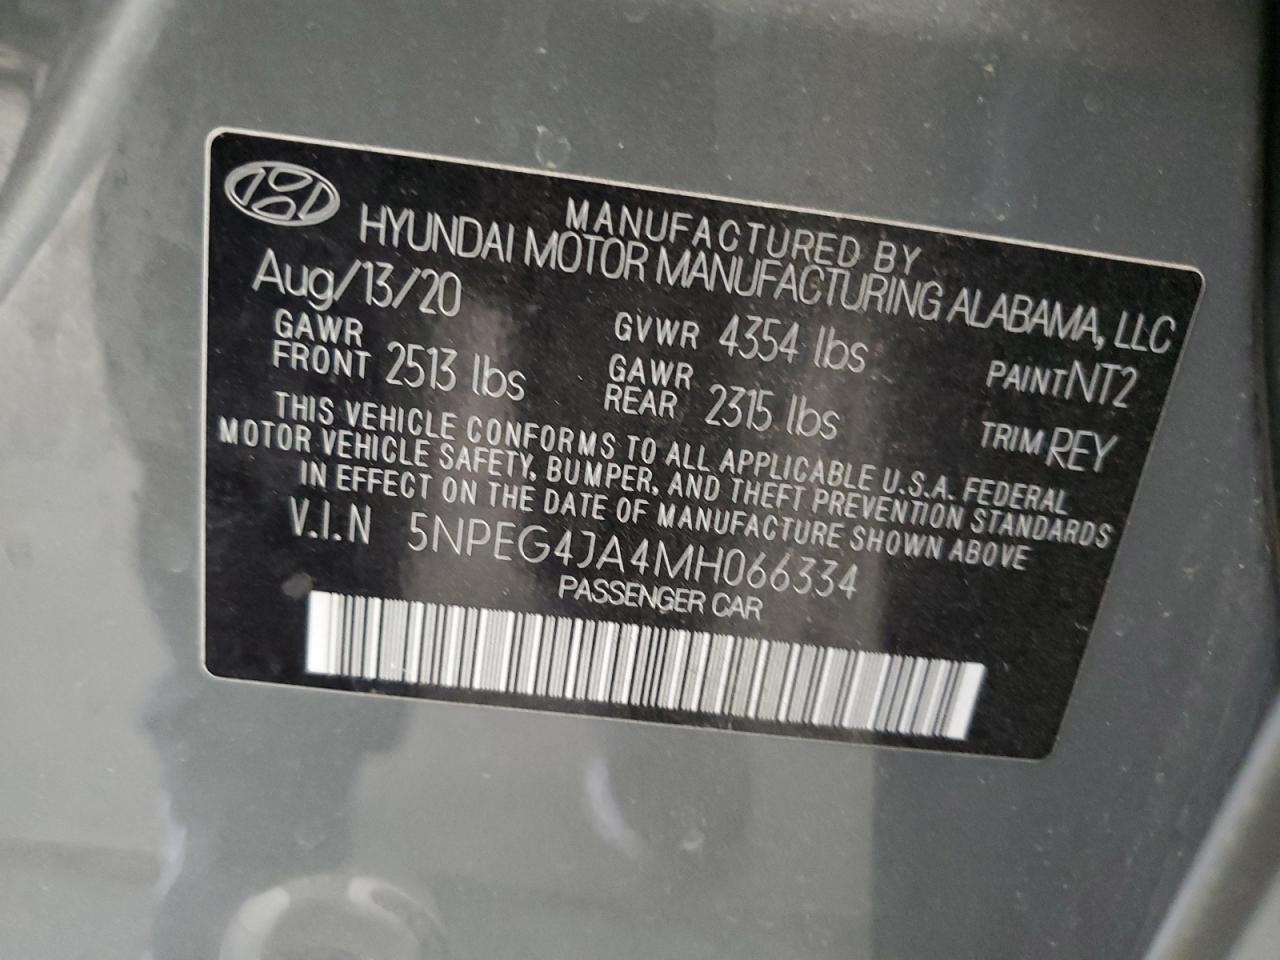 MANUFACTURED BY
HYUNDAI MOTOR MANUFACTURING ALABAMA, LLC
Aug/13/20
GVWR 4354 lbs
PAINT NT2
GAWR
FRONT 2513 lbs
GAWR
REAR 2315 lbs
TRIM REY
THIS VEHICLE CONFORMS TO ALL APPLICABLE U.S.A. FEDERAL
MOTOR VEHICLE SAFETY, BUMPER, AND THEFT PREVENTION STANDARDS
IN EFFECT ON THE DATE OF MANUFACTURE SHOWN ABOVE
V.I.N 5NPEG4JA4MH066334
PASSENGER CAR